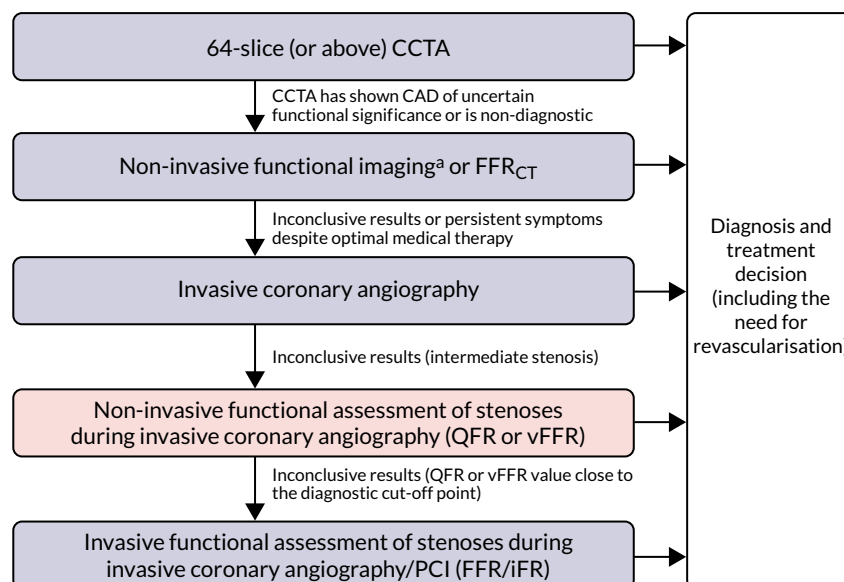 64-slice (or above) CCTA
CCTA has shown CAD of uncertain
functional significance or is non-diagnostic
Non-invasive functional imagingᵃ or FFR_CT
Inconclusive results or persistent symptoms
despite optimal medical therapy
Invasive coronary angiography
Inconclusive results (intermediate stenosis)
Non-invasive functional assessment of stenoses
during invasive coronary angiography (QFR or vFFR)
Inconclusive results (QFR or vFFR value close to
the diagnostic cut-off point)
Invasive functional assessment of stenoses during
invasive coronary angiography/PCI (FFR/iFR)
Diagnosis and
treatment
decision
(including the
need for
revascularisation)